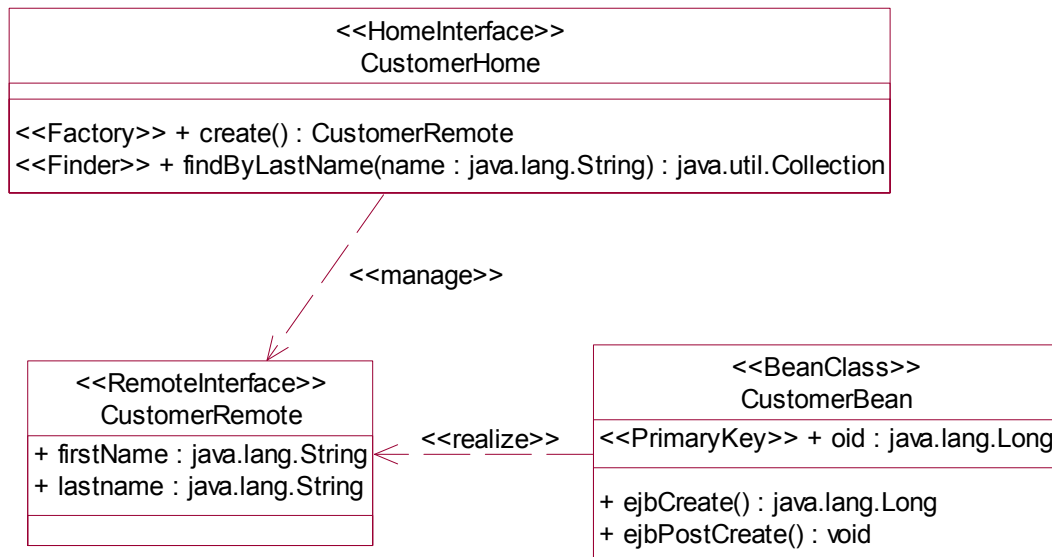 <<HomeInterface>>
CustomerHome
<<Factory>> + create() : CustomerRemote
<<Finder>> + findByLastName(name : java.lang.String) : java.util.Collection
<<manage>>
<<RemoteInterface>>
CustomerRemote
+ firstName : java.lang.String
+ lastname : java.lang.String
<<realize>>
<<BeanClass>>
CustomerBean
<<PrimaryKey>> + oid : java.lang.Long
+ ejbCreate() : java.lang.Long
+ ejbPostCreate() : void